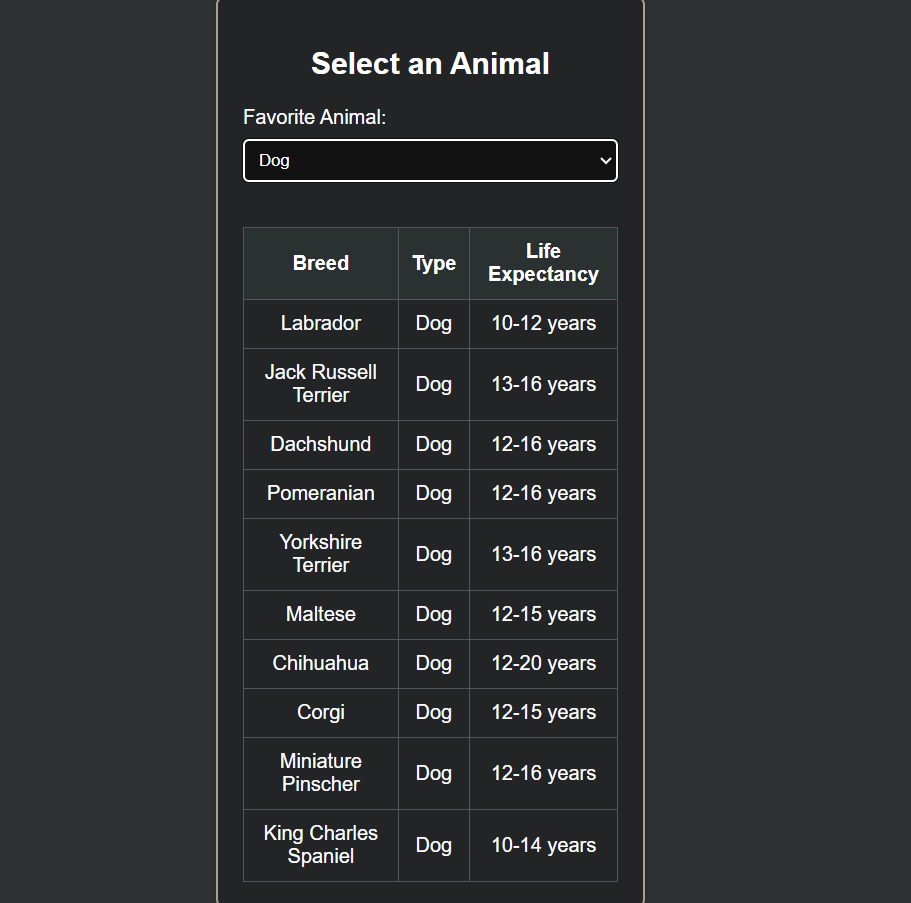 Select an Animal
Favorite Animal:
Dog
Breed Type Life Expectancy
Labrador Dog 10-12 years
Jack Russell Terrier Dog 13-16 years
Dachshund Dog 12-16 years
Pomeranian Dog 12-16 years
Yorkshire Terrier Dog 13-16 years
Maltese Dog 12-15 years
Chihuahua Dog 12-20 years
Corgi Dog 12-15 years
Miniature Pinscher Dog 12-16 years
King Charles Spaniel Dog 10-14 years